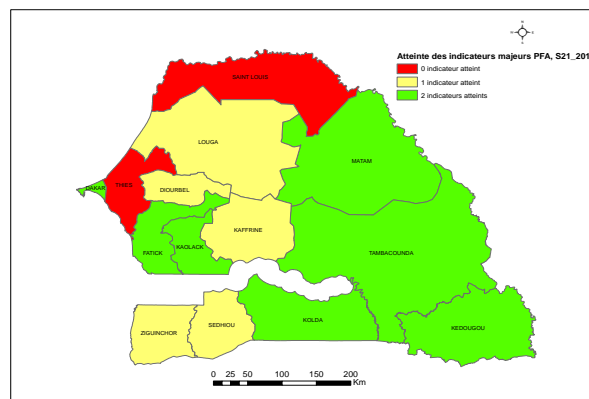 Atteinte des indicateurs majeurs PFA, S21_201
0 indicateur atteint
1 indicateur atteint
2 indicateurs atteints
SAINT LOUIS
LOUGA
MATAM
DAKAR
THIES
DIOURBEL
KAFFRINE
FATICK
KAOLACK
TAMBACOUNDA
ZIGUINCHOR
SEDHIOU
KOLDA
KEDOUGOU
0 25 50 100 150 200
Km